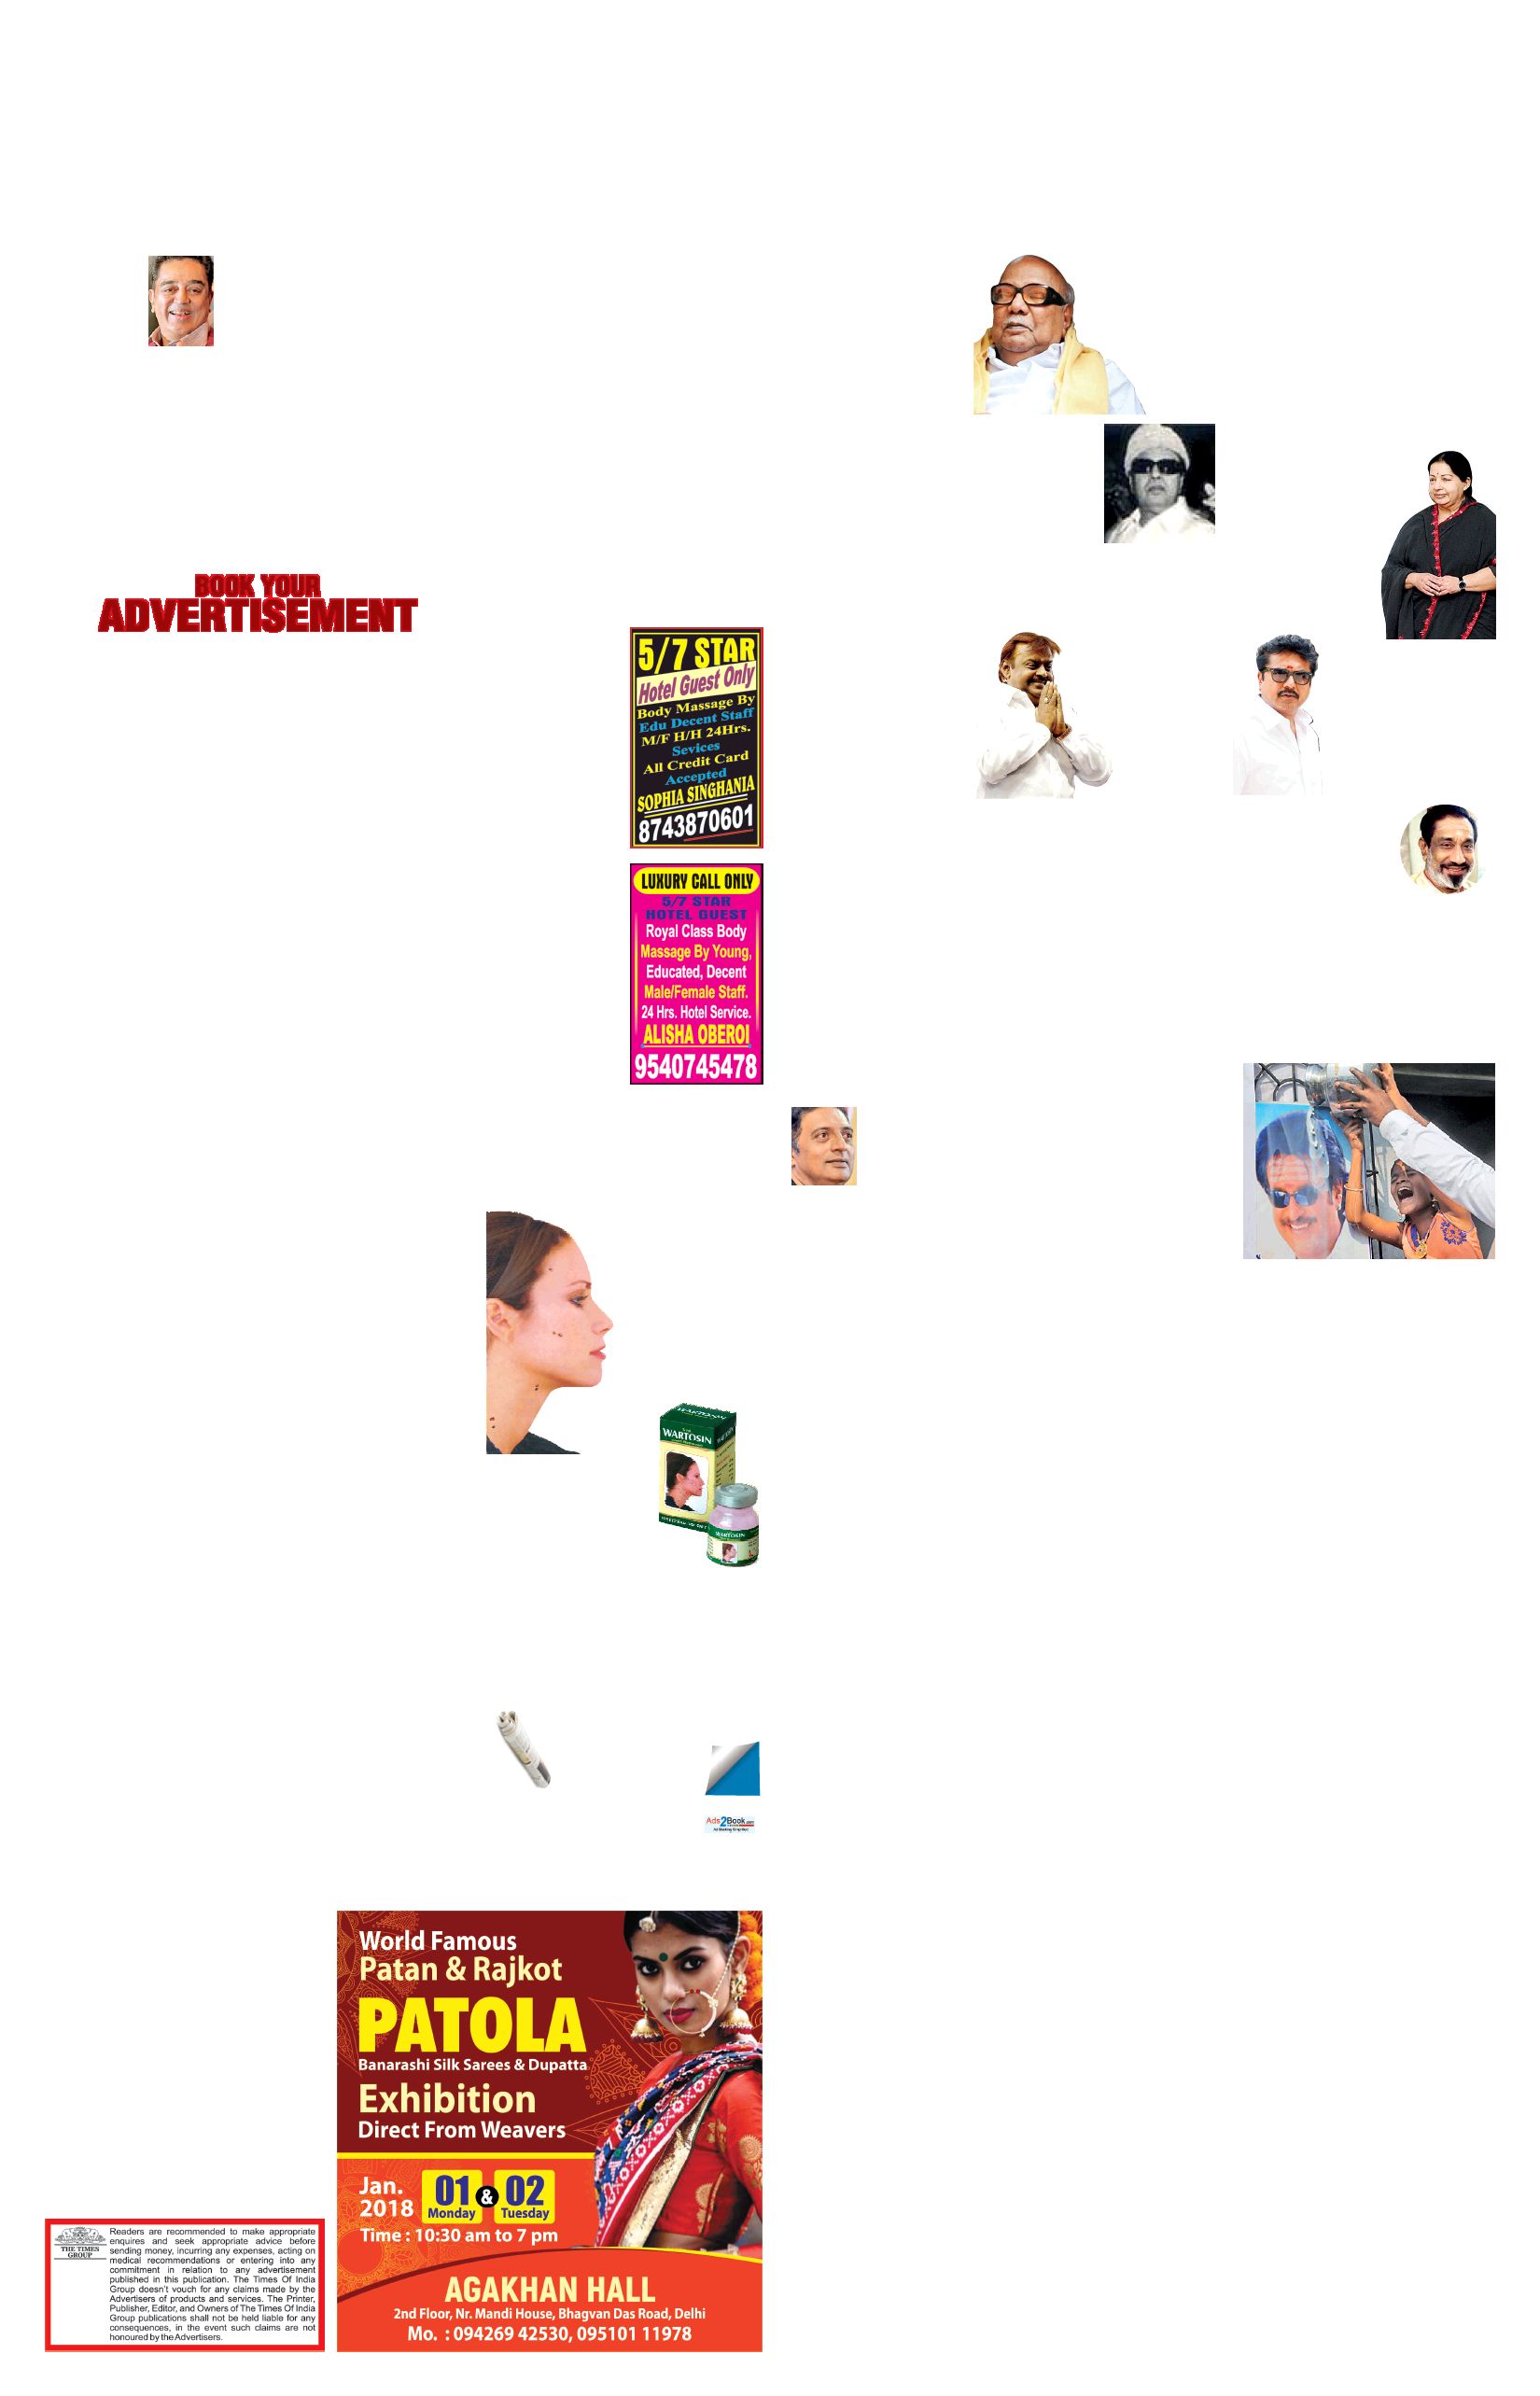 BOOK YOUR
ADVERTISEMENT
5/7 STAR
Hotel Guest Only
Body Massage By
Edu Decent Staff
M/F H/H 24Hrs.
Sevices
All Credit Card
Accepted
SOPHIA SINGHANIA
8743870601
LUXURY CALL ONLY
5/7 STAR
HOTEL GUEST
Royal Class Body
Massage By Young,
Educated, Decent
Male/Female Staff.
24 Hrs. Hotel Service.
ALISHA OBEROI
9540745478
WARTOSIN
WARTOSIN
WARTOSIN
Ads2Book.com
World Famous
Patan & Rajkot
PATOLA
Banarashi Silk Sarees & Dupatta
Exhibition
Direct From Weavers
Jan. 01 & 02
2018 Monday Tuesday
Time : 10:30 am to 7 pm
AGAKHAN HALL
2nd Floor, Nr. Mandi House, Bhagvan Das Road, Delhi
Mo. : 094269 42530, 095101 11978
THE TIMES
GROUP
Readers are recommended to make appropriate
enquires and seek appropriate advice before
sending money, incurring any expenses, acting on
medical recommendations or entering into any
commitment in relation to any advertisement
published in this publication. The Times Of India
Group doesn't vouch for any claims made by the
Advertisers of products and services. The Printer,
Publisher, Editor, and Owners of The Times Of India
Group publications shall not be held liable for any
consequences, in the event such claims are not
honoured by the Advertisers.